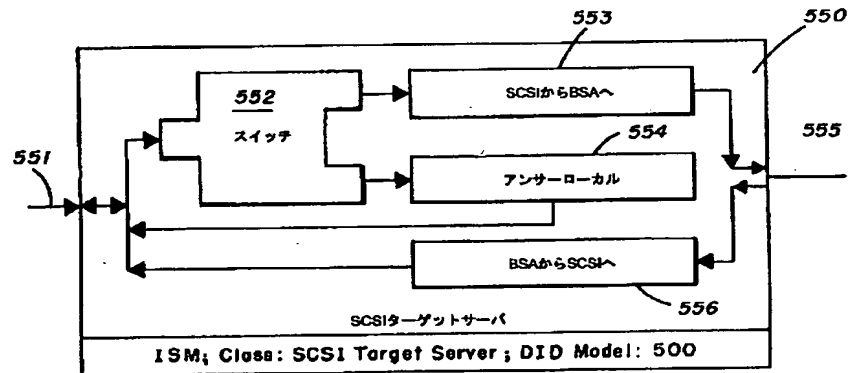 553
550
552
スイッチ
SCSIからBSAへ
555
554
551
アンサーローカル
BSAからSCSIへ
556
SCSIターゲットサーバ
ISM; Class: SCSI Target Server; DID Model: 500